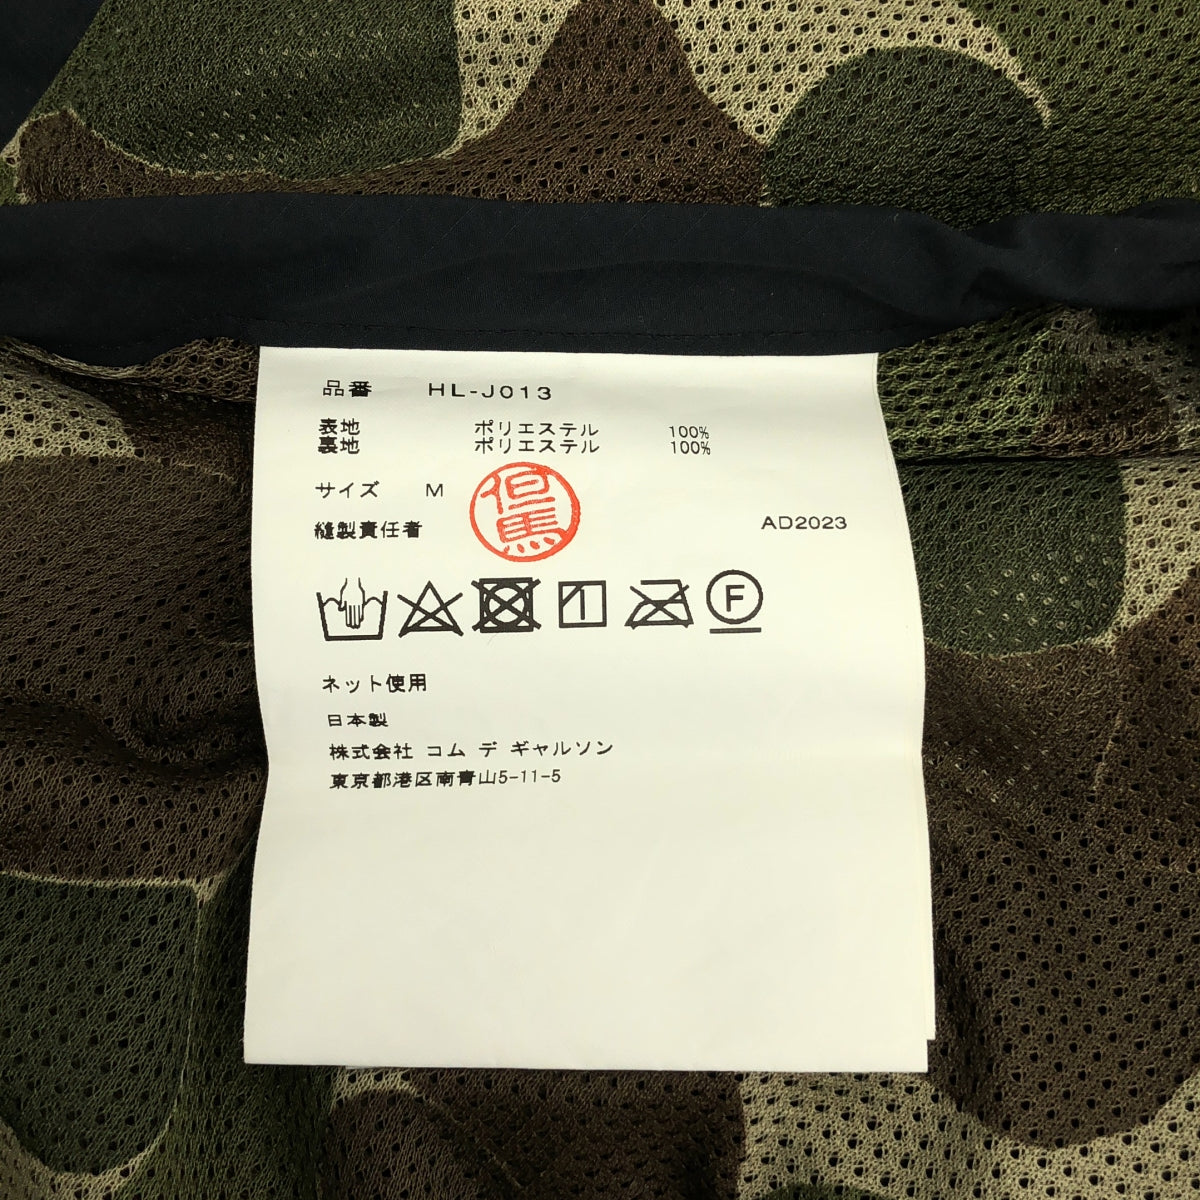 品番 HL-J013
表地 ポリエステル 100%
裏地 ポリエステル 100%
サイズ M
但馬
縫製責任者 AD2023
F
ネット使用
日本製
株式会社 コム デ ギャルソン
東京都港区南青山5-11-5